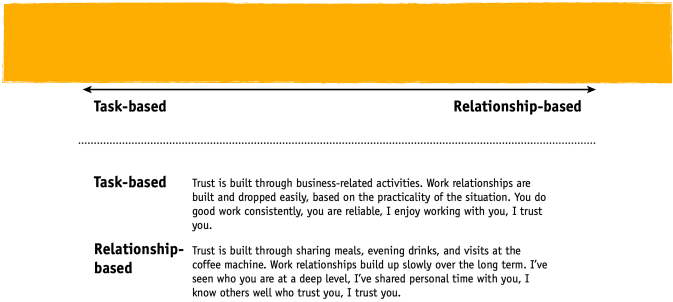 Task-based
Relationship-based
Task-based
Trust is built through business-related activities. Work relationships are
built and dropped easily, based on the practicality of the situation. You do
good work consistently, you are reliable, I enjoy working with you, I trust
you.
Relationship-
based
Trust is built through sharing meals, evening drinks, and visits at the
coffee machine. Work relationships build up slowly over the long term. I’ve
seen who you are at a deep level, I’ve shared personal time with you, I
know others well who trust you, I trust you.